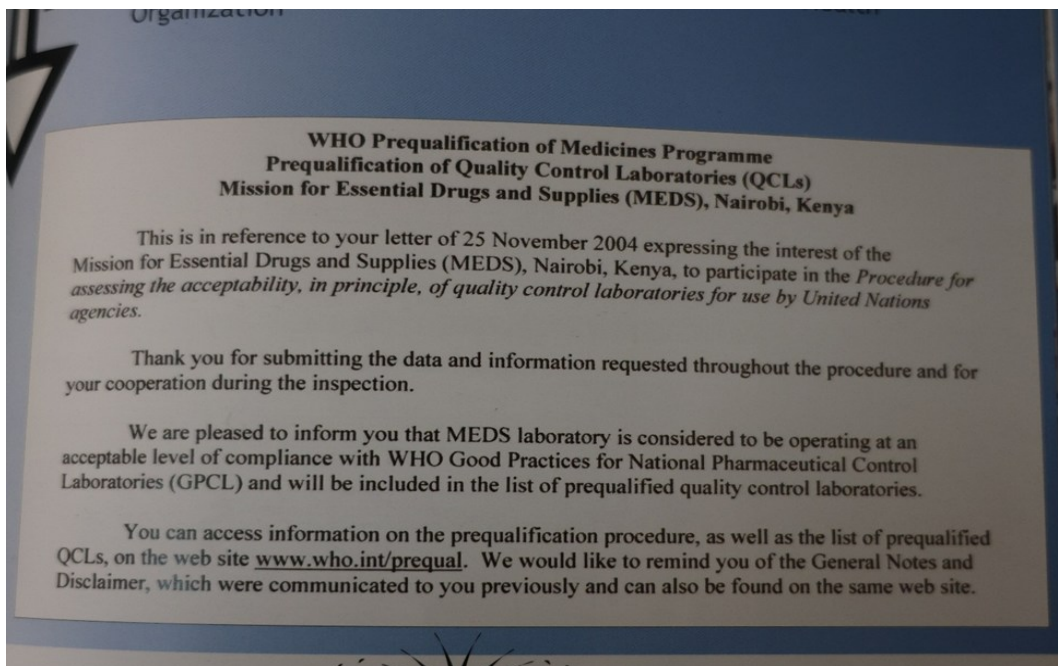 Organization
WHO Prequalification of Medicines Programme
Prequalification of Quality Control Laboratories (QCLs)
Mission for Essential Drugs and Supplies (MEDS), Nairobi, Kenya
This is in reference to your letter of 25 November 2004 expressing the interest of the
Mission for Essential Drugs and Supplies (MEDS), Nairobi, Kenya, to participate in the Procedure for
assessing the acceptability, in principle, of quality control laboratories for use by United Nations
agencies.
Thank you for submitting the data and information requested throughout the procedure and for
your cooperation during the inspection.
We are pleased to inform you that MEDS laboratory is considered to be operating at an
acceptable level of compliance with WHO Good Practices for National Pharmaceutical Control
Laboratories (GPCL) and will be included in the list of prequalified quality control laboratories.
You can access information on the prequalification procedure, as well as the list of prequalified
QCLs, on the web site www.who.int/prequal. We would like to remind you of the General Notes and
Disclaimer, which were communicated to you previously and can also be found on the same web site.